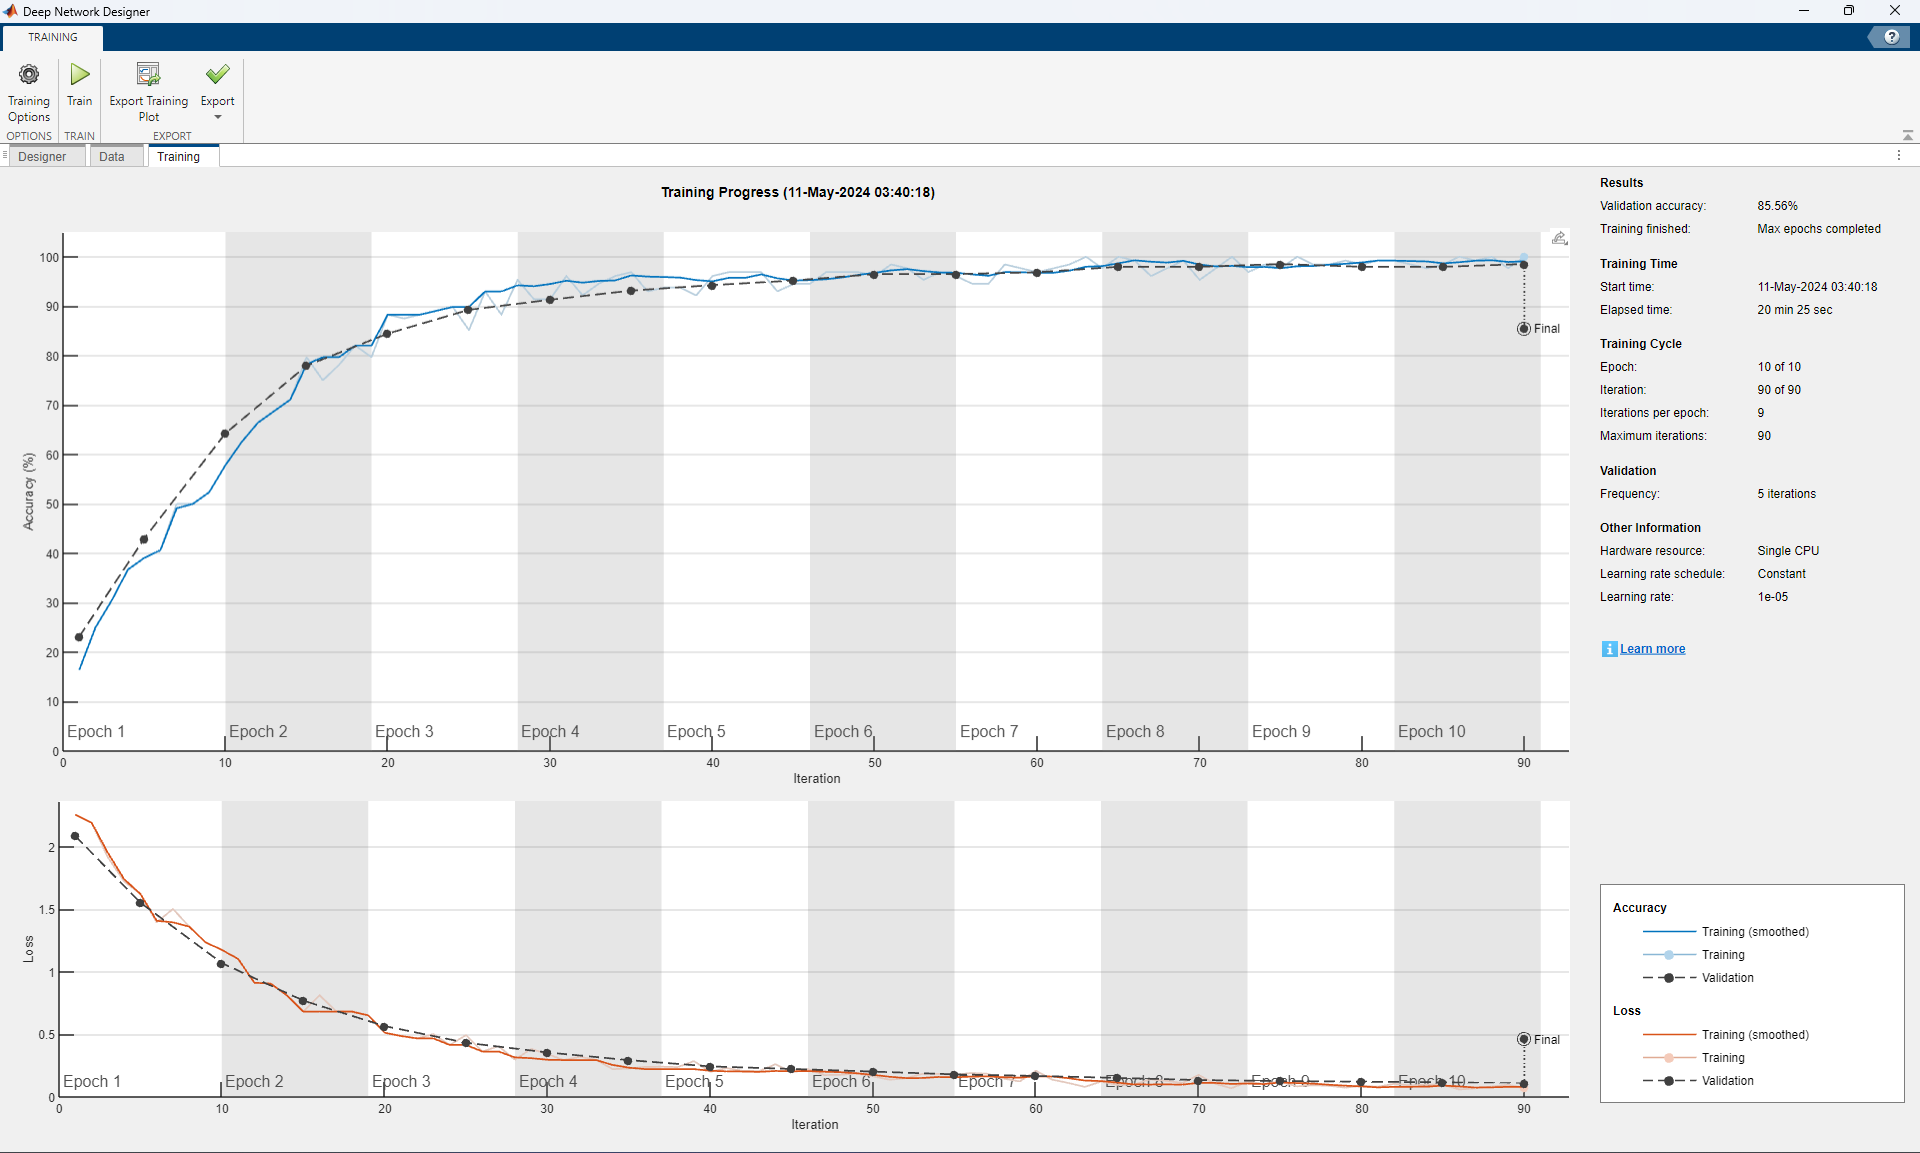 Deep Network Designer
TRAINING
?
Training
Options
Train
Export Training
Plot
Export
OPTIONS
TRAIN
EXPORT
Designer
Data
Training
Training Progress (11-May-2024 03:40:18)
100
90
80
70
60
50
40
30
20
10
0
Accuracy (%)
Final
Epoch 1
Epoch 2
Epoch 3
Epoch 4
Epoch 5
Epoch 6
Epoch 7
Epoch 8
Epoch 9
Epoch 10
0
10
20
30
40
50
60
70
80
90
Iteration
2
1.5
1
0.5
0
Loss
Final
Epoch 1
Epoch 2
Epoch 3
Epoch 4
Epoch 5
Epoch 6
Epoch 7
Epoch 8
Epoch 9
Epoch 10
0
10
20
30
40
50
60
70
80
90
Iteration
Results
Validation accuracy: 85.56%
Training finished: Max epochs completed
Training Time
Start time: 11-May-2024 03:40:18
Elapsed time: 20 min 25 sec
Training Cycle
Epoch: 10 of 10
Iteration: 90 of 90
Iterations per epoch: 9
Maximum iterations: 90
Validation
Frequency: 5 iterations
Other Information
Hardware resource: Single CPU
Learning rate schedule: Constant
Learning rate: 1e-05
i Learn more
Accuracy
Training (smoothed)
Training
Validation
Loss
Training (smoothed)
Training
Validation